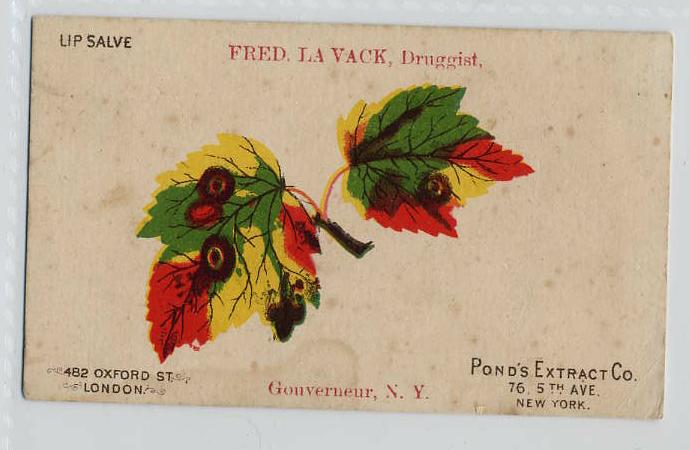 LIP SALVE
FRED. LA VACK, Druggist,
482 OXFORD ST.
LONDON.
Gouverneur, N. Y.
POND'S EXTRACT CO.
76, 5TH AVE.
NEW YORK.